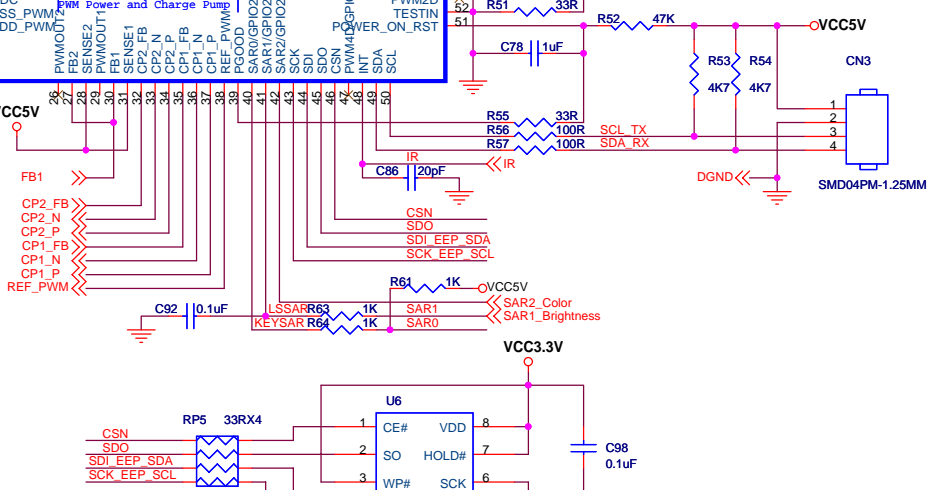 DC
SS_PWM
DD_PWM
PWM Power and Charge Pump
PWM2D
TESTIN
POWER_ON_RST
52
51
PWMOUT2
FB2
SENSE2
PWMOUT1
FB1
SENSE1
CP2_FB
CP2_N
CP2_P
CP1_FB
CP1_N
CP1_P
REF_PWM
PGOOD
SAR0/GPIO2
SAR1/GPIO2
SAR2/GPIO2
SCK
SDI
SDO
CSN
PWM4D
INT
SDA
SCL
26
27
28
29
30
31
32
33
34
35
36
37
38
39
40
41
42
43
44
45
46
47
48
49
50
R51
33R
R52
47K
VCC5V
C78
1uF
R53
4K7
R54
4K7
CN3
1
2
3
4
SMD04PM-1.25MM
DGND
R55
33R
R56
100R
SCL_TX
R57
100R
SDA_RX
IR
IR
C86
20pF
VCC5V
FB1
CP2_FB
CP2_N
CP2_P
CP1_FB
CP1_N
CP1_P
REF_PWM
CSN
SDO
SDI_EEP_SDA
SCK_EEP_SCL
R61
1K
VCC5V
SAR2_Color
C92
0.1uF
LSSAR
R63
1K
SAR1
SAR1_Brightness
KEYSAR
R64
1K
SAR0
VCC3.3V
U6
RP5
33RX4
CSN
SDO
SDI_EEP_SDA
SCK_EEP_SCL
1
CE#
VDD
8
2
SO
HOLD#
7
3
WP#
SCK
6
C98
0.1uF